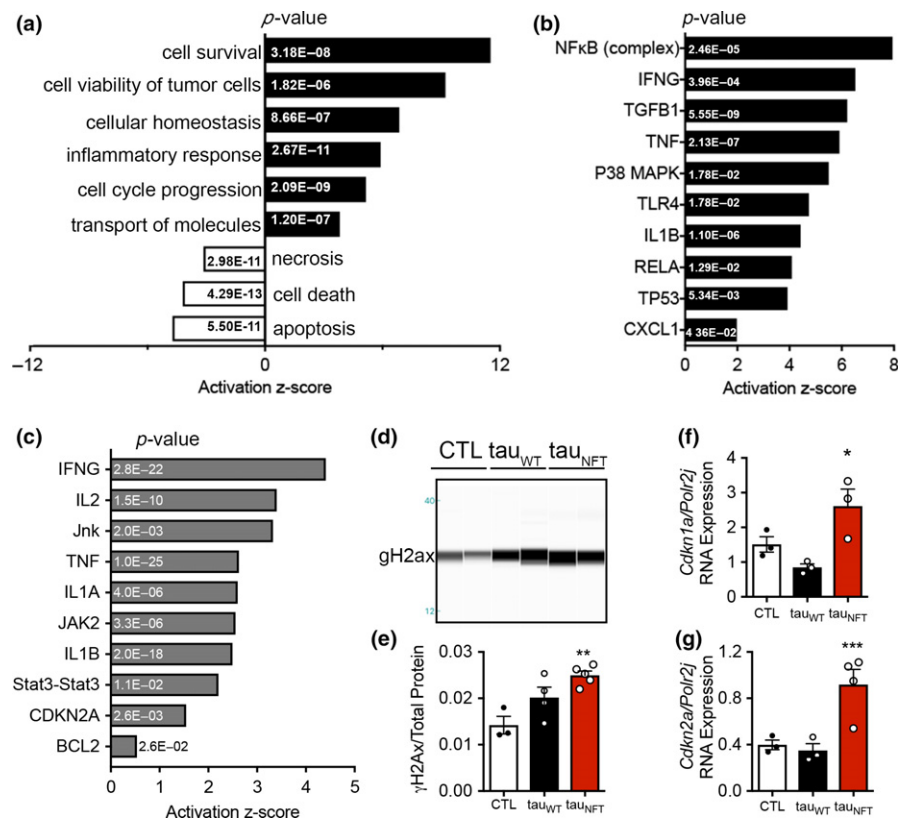 (a)
p-value
cell survival 3.18E–08
cell viability of tumor cells 1.82E–06
cellular homeostasis 8.66E–07
inflammatory response 2.67E–11
cell cycle progression 2.09E–09
transport of molecules 1.20E–07
2.98E-11 necrosis
4.29E-13 cell death
5.50E-11 apoptosis
–12 0 12
Activation z-score
(b)
p-value
NFκB (complex) 2.46E–05
IFNG 3.96E–04
TGFB1 5.55E–09
TNF 2.13E–07
P38 MAPK 1.78E–02
TLR4 1.78E–02
IL1B 1.10E–06
RELA 1.29E–02
TP53 5.34E–03
CXCL1 4 36E–02
0 2 4 6 8
Activation z-score
(c)
p-value
IFNG 2.8E–22
IL2 1.5E–10
Jnk 2.0E–03
TNF 1.0E–25
IL1A 4.0E–06
JAK2 3.3E–06
IL1B 2.0E–18
Stat3-Stat3 1.1E–02
CDKN2A 2.6E–03
BCL2 2.6E–02
0 1 2 3 4 5
Activation z-score
(d)
CTL tauWT tauNFT
40
gH2ax
12
(e)
γH2Ax/Total Protein
0.03
0.02
0.01
0.00
**
CTL tauWT tauNFT
(f)
Cdkn1a/Polr2j
RNA Expression
4
3
2
1
0
*
CTL tauWT tauNFT
(g)
Cdkn2a/Polr2j
RNA Expression
1.2
0.8
0.4
0.0
***
CTL tauWT tauNFT